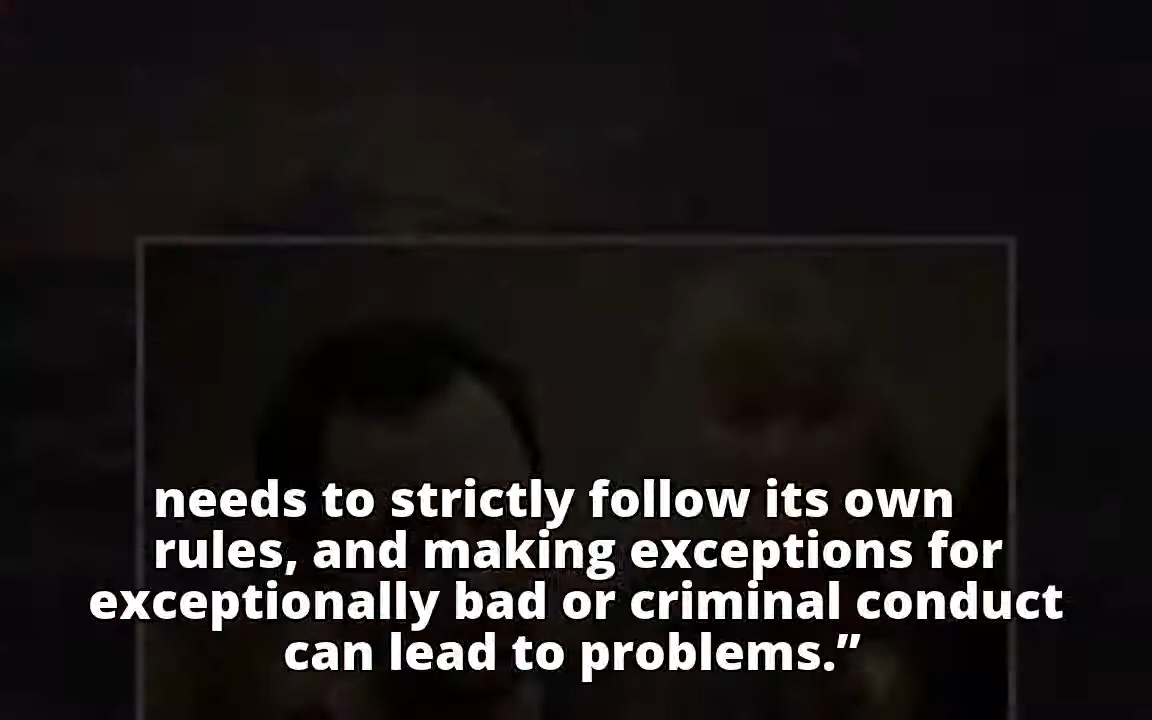 needs to strictly follow its own
rules, and making exceptions for
exceptionally bad or criminal conduct
can lead to problems.”